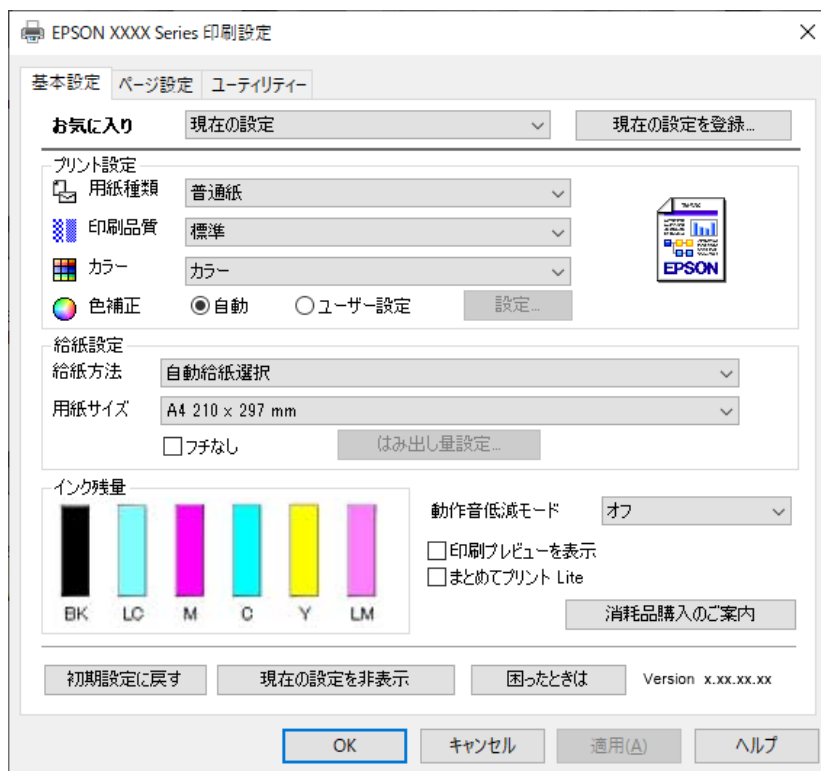 EPSON XXXX Series 印刷設定
基本設定 ページ設定 ユーティリティー
お気に入り 現在の設定 現在の設定を登録...
プリント設定
用紙種類 普通紙
印刷品質 標準
カラー カラー
EPSON
色補正 自動 ユーザー設定 設定...
給紙設定
給紙方法 自動給紙選択
用紙サイズ A4 210 x 297 mm
フチなし はみ出し量設定...
インク残量
動作音低減モード オフ
印刷プレビューを表示
まとめてプリント Lite
BK LC M C Y LM
消耗品購入のご案内
初期設定に戻す 現在の設定を非表示 困ったときは Version x.xx.xx.xx
OK キャンセル 適用(A) ヘルプ